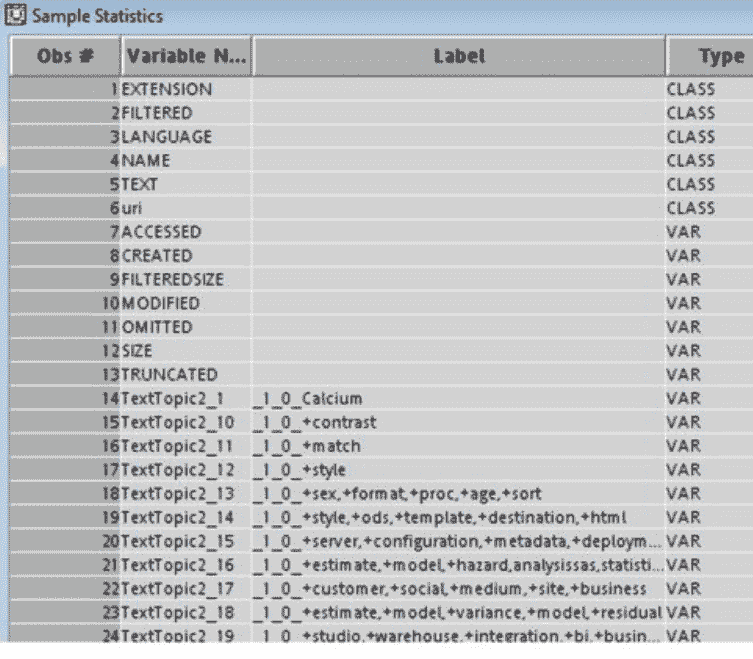 Sample Statistics
Obs # Variable N... Label Type
1 EXTENSION CLASS
2 FILTERED CLASS
3 LANGUAGE CLASS
4 NAME CLASS
5 TEXT CLASS
6 uri CLASS
7 ACCESSED VAR
8 CREATED VAR
9 FILTEREDSIZE VAR
10 MODIFIED VAR
11 OMITTED VAR
12 SIZE VAR
13 TRUNCATED VAR
14 TextTopic2_1 _1_0_Calcium VAR
15 TextTopic2_10 _1_0_+contrast VAR
16 TextTopic2_11 _1_0_+match VAR
17 TextTopic2_12 _1_0_+style VAR
18 TextTopic2_13 _1_0_+sex,+format,+proc,+age,+sort VAR
19 TextTopic2_14 _1_0_+style,+ods,+template,+destination,+html VAR
20 TextTopic2_15 _1_0_+server,+configuration,+metadata,+deploym... VAR
21 TextTopic2_16 _1_0_+estimate,+model,+hazard,analysissas,statisti... VAR
22 TextTopic2_17 _1_0_+customer,+social,+medium,+site,+business VAR
23 TextTopic2_18 _1_0_+estimate,+model,+variance,+model,+residual VAR
24 TextTopic2_19 _1_0_+studio,+warehouse,+integration,+bi,+busin... VAR